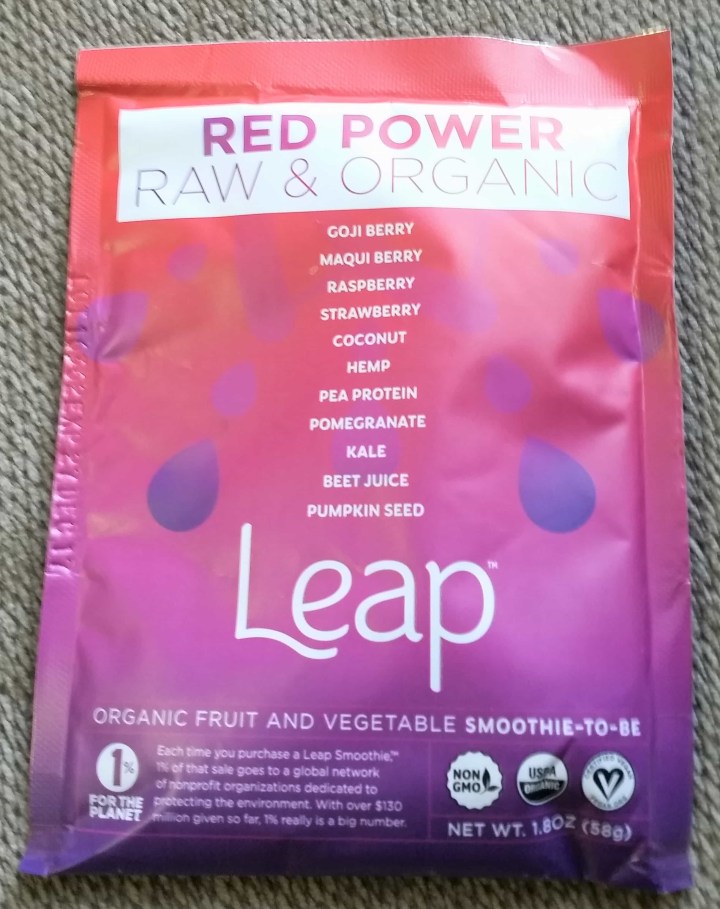 RED POWER
RAW & ORGANIC
GOJI BERRY
MAQUI BERRY
RASPBERRY
STRAWBERRY
COCONUT
HEMP
PEA PROTEIN
POMEGRANATE
KALE
BEET JUICE
PUMPKIN SEED
Leap™
ORGANIC FRUIT AND VEGETABLE SMOOTHIE-TO-BE
1%
FOR THE
PLANET
Each time you purchase a Leap Smoothie,™
1% of that sale goes to a global network
of nonprofit organizations dedicated to
protecting the environment. With over $130
million given so far, 1% really is a big number.
NON
GMO
USDA
ORGANIC
CERTIFIED VEGAN
V
VEGAN.ORG
NET WT. 1.8OZ (58g)